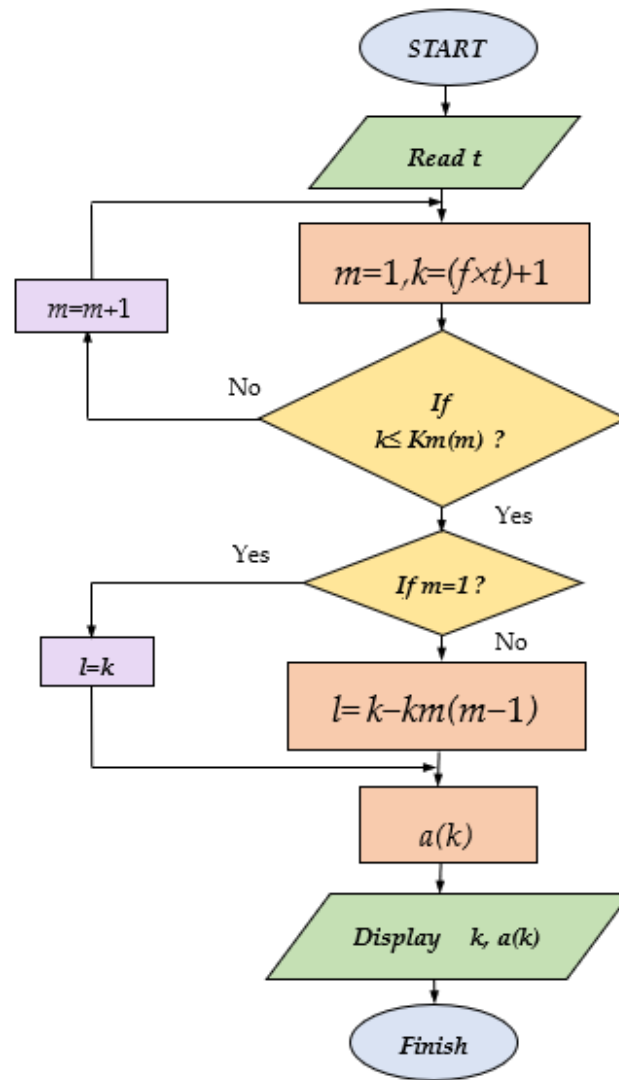 START
Read t
m=1,k=(f×t)+1
m=m+1
No
If
k≤ Km(m) ?
Yes
Yes
If m=1 ?
No
l=k
l=k−km(m−1)
a(k)
Display k, a(k)
Finish